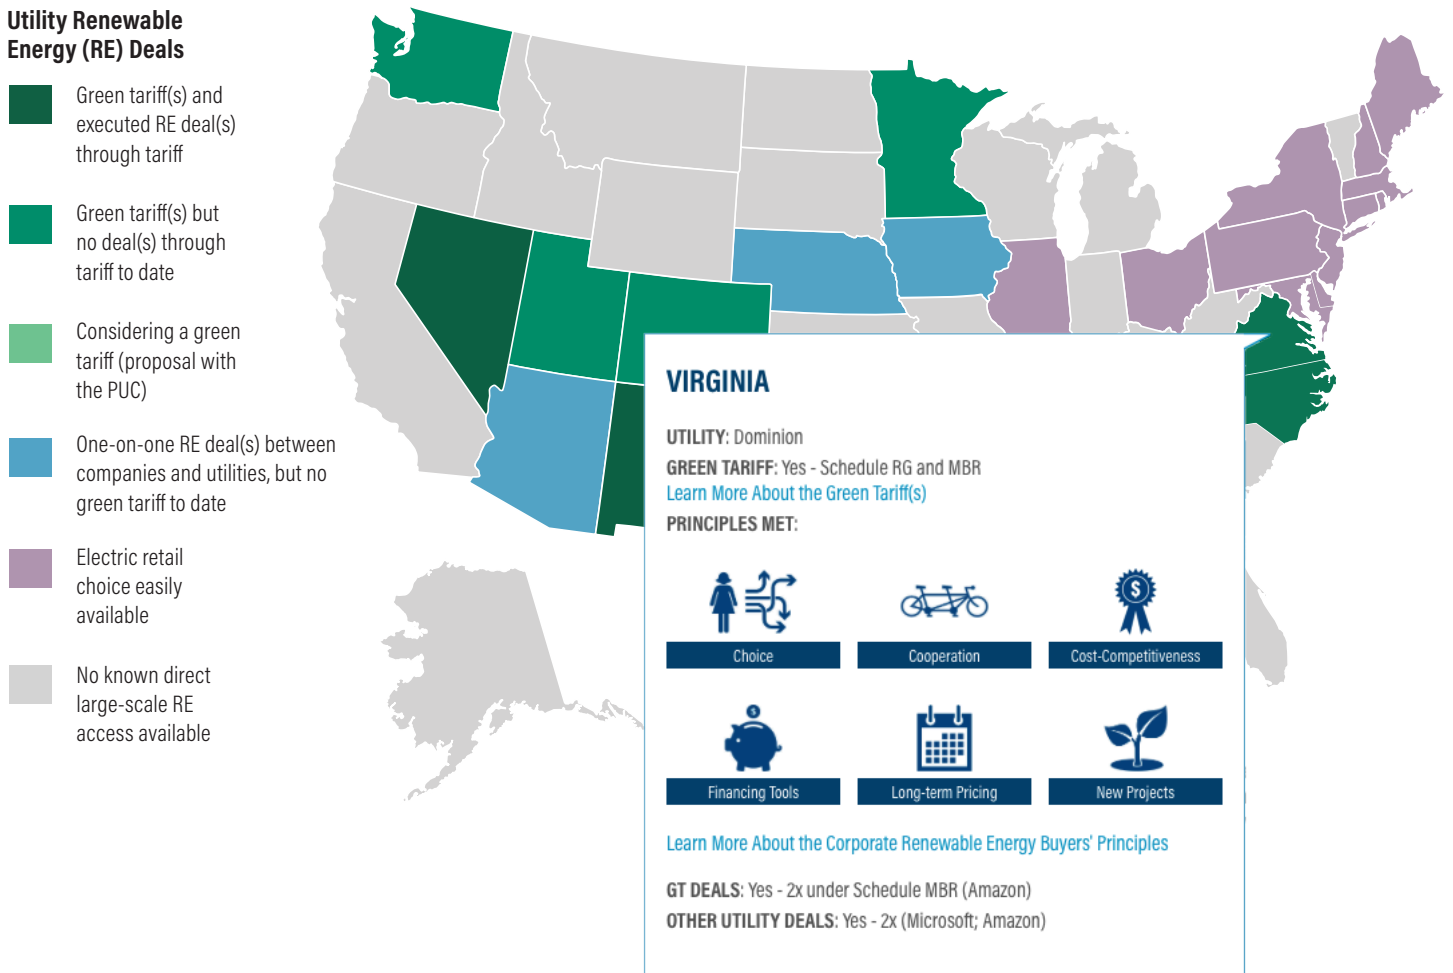 Utility Renewable
Energy (RE) Deals
Green tariff(s) and
executed RE deal(s)
through tariff
Green tariff(s) but
no deal(s) through
tariff to date
Considering a green
tariff (proposal with
the PUC)
One-on-one RE deal(s) between
companies and utilities, but no
green tariff to date
Electric retail
choice easily
available
No known direct
large-scale RE
access available
VIRGINIA
UTILITY: Dominion
GREEN TARIFF: Yes - Schedule RG and MBR
Learn More About the Green Tariff(s)
PRINCIPLES MET:
$
Choice
Cooperation
Cost-Competitiveness
$
Financing Tools
Long-term Pricing
New Projects
Learn More About the Corporate Renewable Energy Buyers' Principles
GT DEALS: Yes - 2x under Schedule MBR (Amazon)
OTHER UTILITY DEALS: Yes - 2x (Microsoft; Amazon)